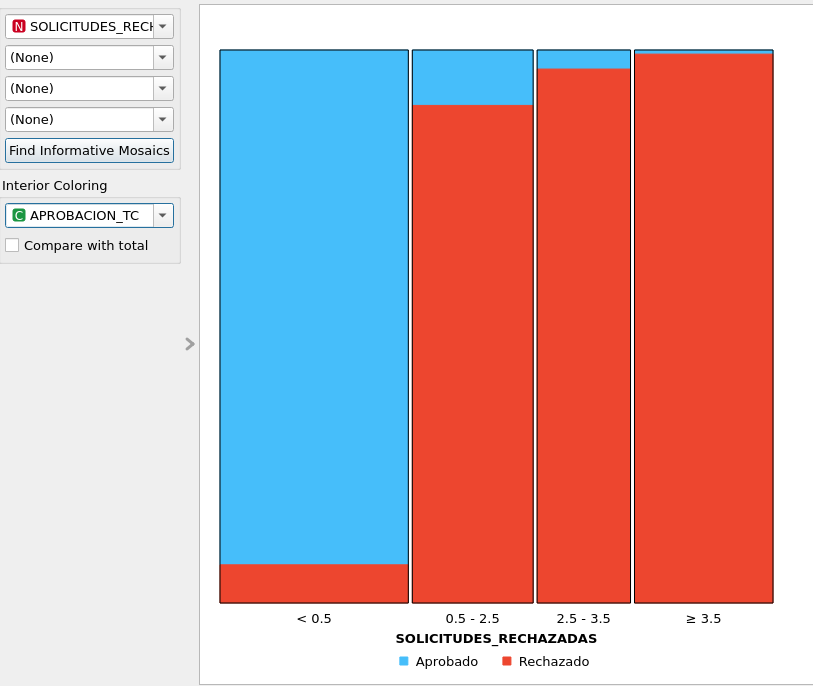 N SOLICITUDES_RECH
(None)
(None)
(None)
Find Informative Mosaics
Interior Coloring
C APROBACION_TC
Compare with total
< 0.5 0.5 - 2.5 2.5 - 3.5 ≥ 3.5
SOLICITUDES_RECHAZADAS
Aprobado Rechazado